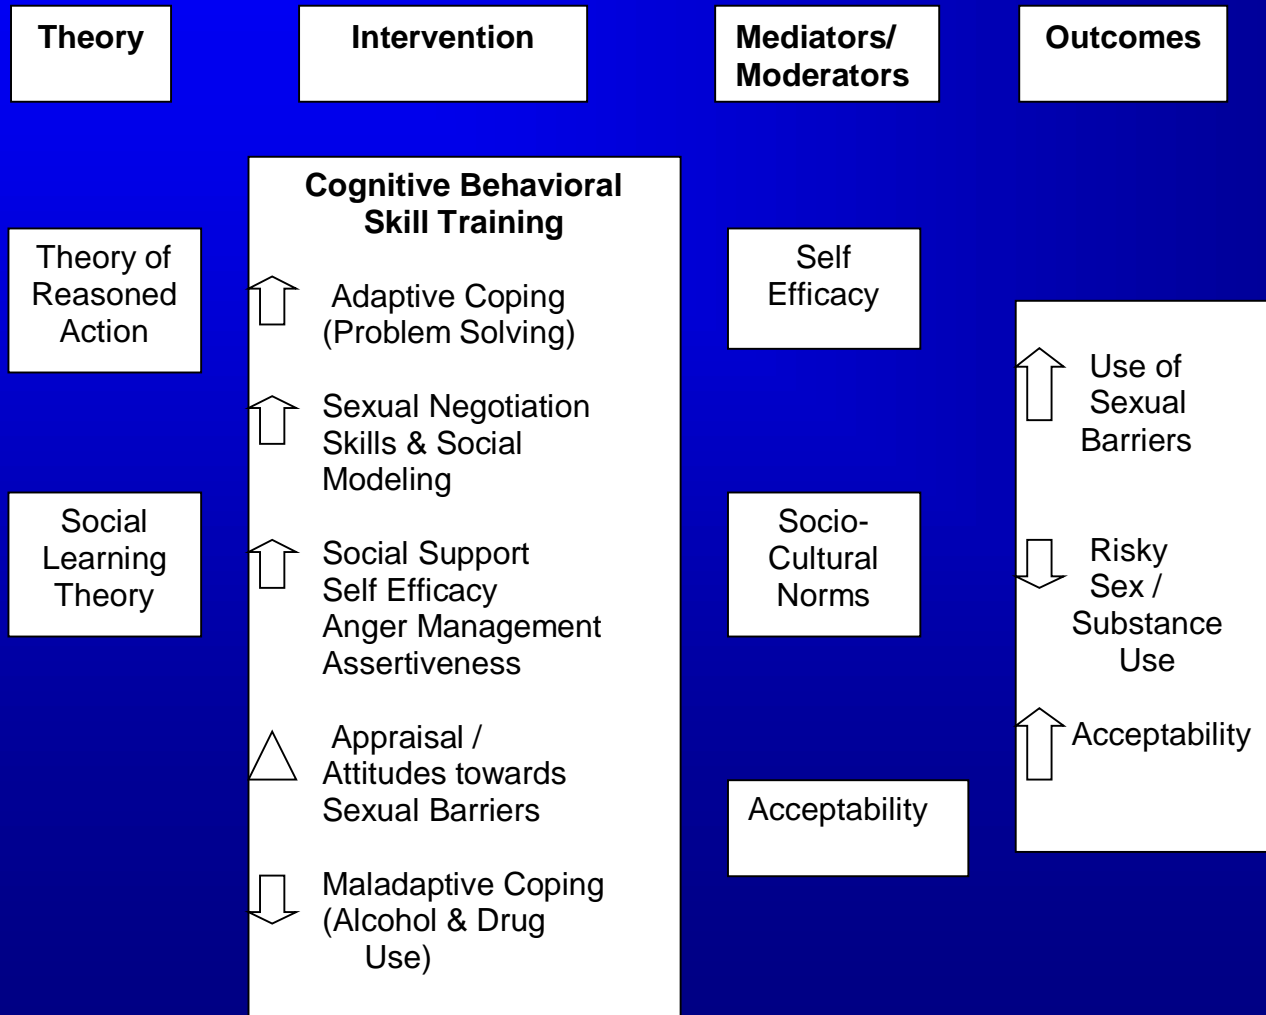 Theory
Intervention
Mediators/
Moderators
Outcomes
Theory of
Reasoned
Action
Social
Learning
Theory
Cognitive Behavioral
Skill Training
Adaptive Coping
(Problem Solving)
Sexual Negotiation
Skills & Social
Modeling
Social Support
Self Efficacy
Anger Management
Assertiveness
Appraisal /
Attitudes towards
Sexual Barriers
Maladaptive Coping
(Alcohol & Drug
Use)
Self
Efficacy
Socio-
Cultural
Norms
Acceptability
Use of
Sexual
Barriers
Risky
Sex /
Substance
Use
Acceptability